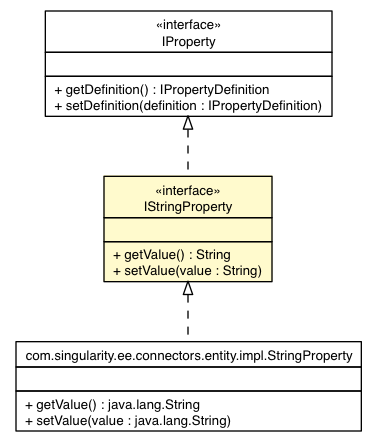 «interface»
IProperty
+ getDefinition() : IPropertyDefinition
+ setDefinition(definition : IPropertyDefinition)
«interface»
IStringProperty
+ getValue() : String
+ setValue(value : String)
com.singularity.ee.connectors.entity.impl.StringProperty
+ getValue() : java.lang.String
+ setValue(value : java.lang.String)